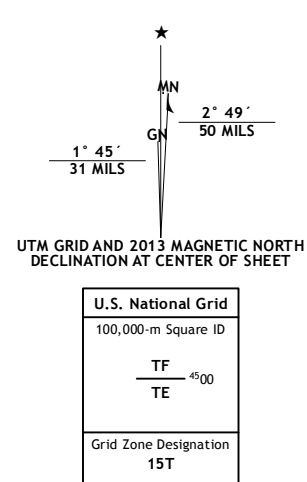 ★
MN
GN
2° 49´
50 MILS
1° 45´
31 MILS
UTM GRID AND 2013 MAGNETIC NORTH
DECLINATION AT CENTER OF SHEET
U.S. National Grid
100,000-m Square ID
TF
4500
TE
Grid Zone Designation
15T